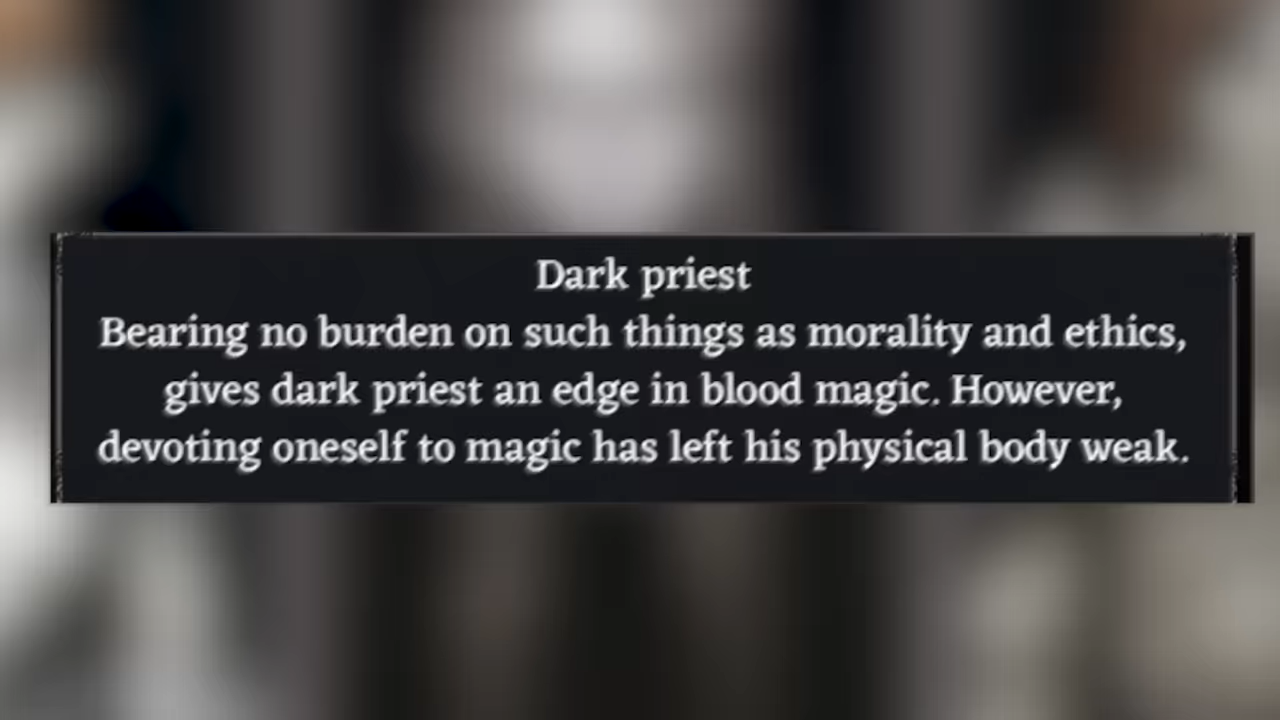 Dark priest
Bearing no burden on such things as morality and ethics,
gives dark priest an edge in blood magic. However,
devoting oneself to magic has left his physical body weak.